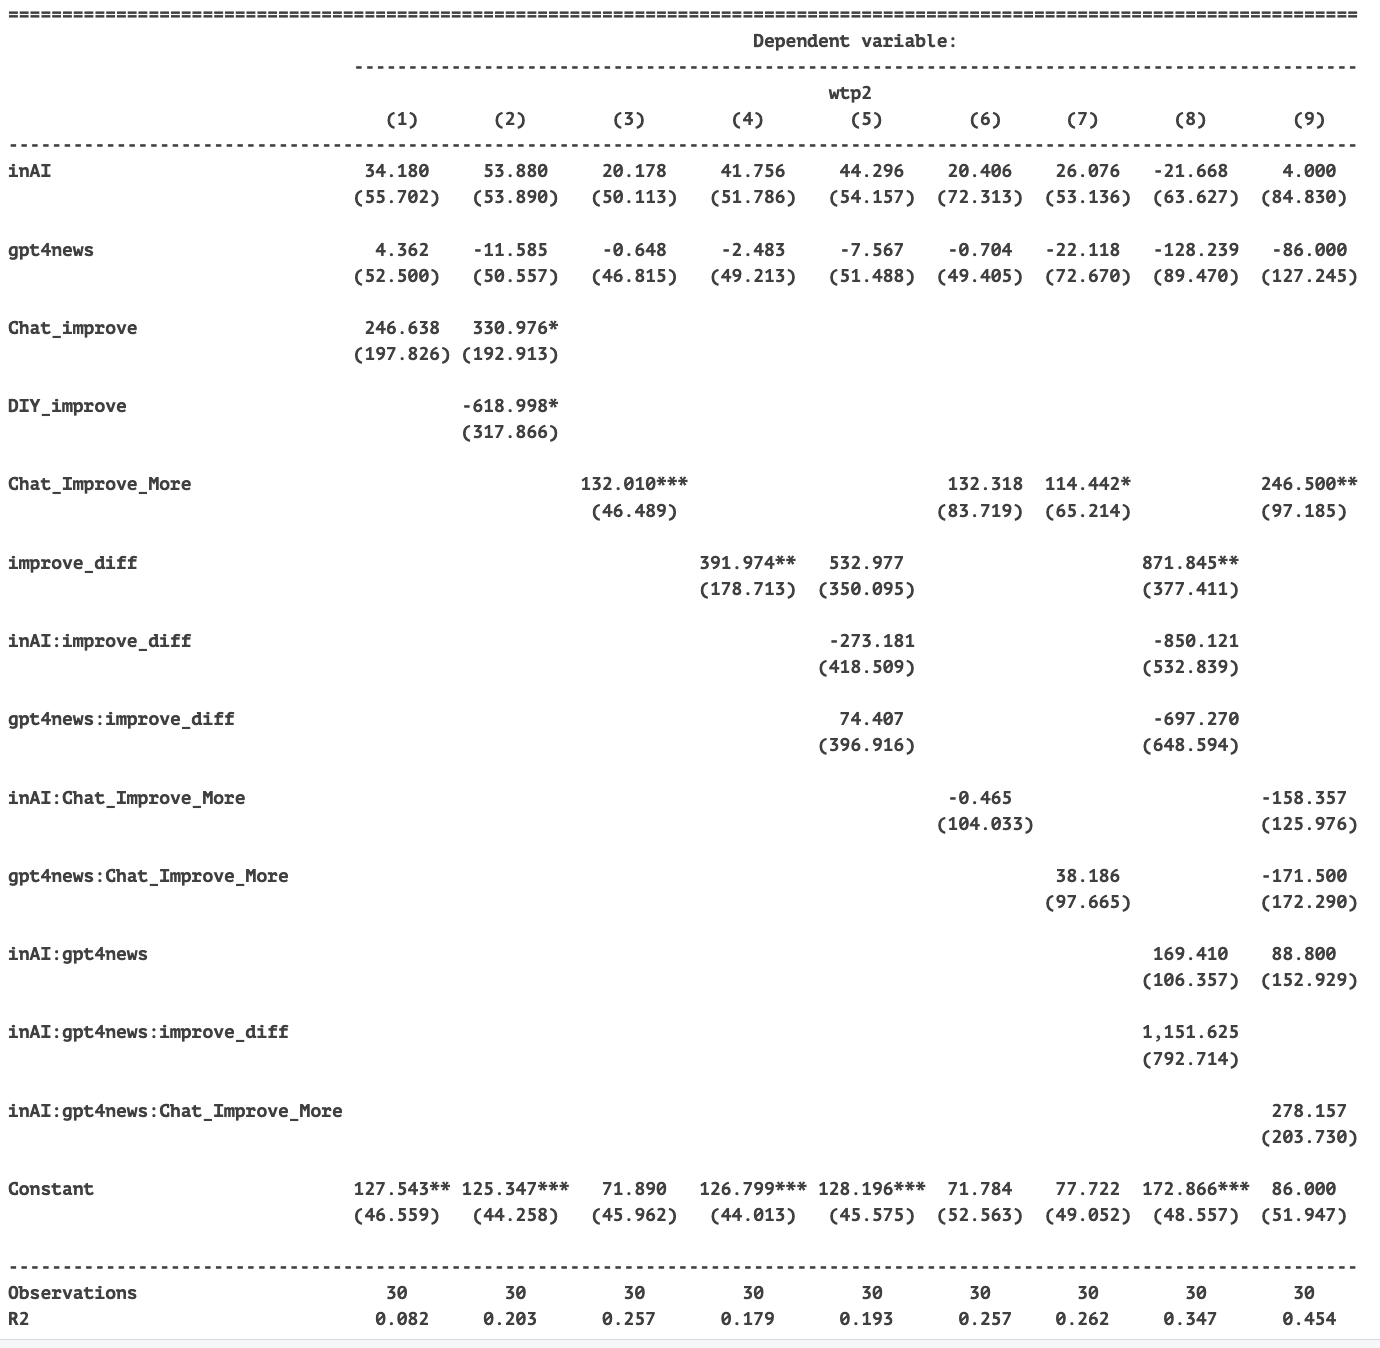 ====================================================================================================
Dependent variable:
----------------------------------------------------------------------------------------------------
wtp2
(1) (2) (3) (4) (5) (6) (7) (8) (9)
----------------------------------------------------------------------------------------------------
inAI 34.180 53.880 20.178 41.756 44.296 20.406 26.076 -21.668 4.000
(55.702) (53.890) (50.113) (51.786) (54.157) (72.313) (53.136) (63.627) (84.830)
gpt4news 4.362 -11.585 -0.648 -2.483 -7.567 -0.704 -22.118 -128.239 -86.000
(52.500) (50.557) (46.815) (49.213) (51.488) (49.405) (72.670) (89.470) (127.245)
Chat_improve 246.638 330.976*
(197.826) (192.913)
DIY_improve -618.998*
(317.866)
Chat_Improve_More 132.010*** 132.318 114.442* 246.500**
(46.489) (83.719) (65.214) (97.185)
improve_diff 391.974** 532.977 871.845**
(178.713) (350.095) (377.411)
inAI:improve_diff -273.181 -850.121
(418.509) (532.839)
gpt4news:improve_diff 74.407 -697.270
(396.916) (648.594)
inAI:Chat_Improve_More -0.465 -158.357
(104.033) (125.976)
gpt4news:Chat_Improve_More 38.186 -171.500
(97.665) (172.290)
inAI:gpt4news 169.410 88.800
(106.357) (152.929)
inAI:gpt4news:improve_diff 1,151.625
(792.714)
inAI:gpt4news:Chat_Improve_More 278.157
(203.730)
Constant 127.543** 125.347*** 71.890 126.799*** 128.196*** 71.784 77.722 172.866*** 86.000
(46.559) (44.258) (45.962) (44.013) (45.575) (52.563) (49.052) (48.557) (51.947)
----------------------------------------------------------------------------------------------------
Observations 30 30 30 30 30 30 30 30 30
R2 0.082 0.203 0.257 0.179 0.193 0.257 0.262 0.347 0.454